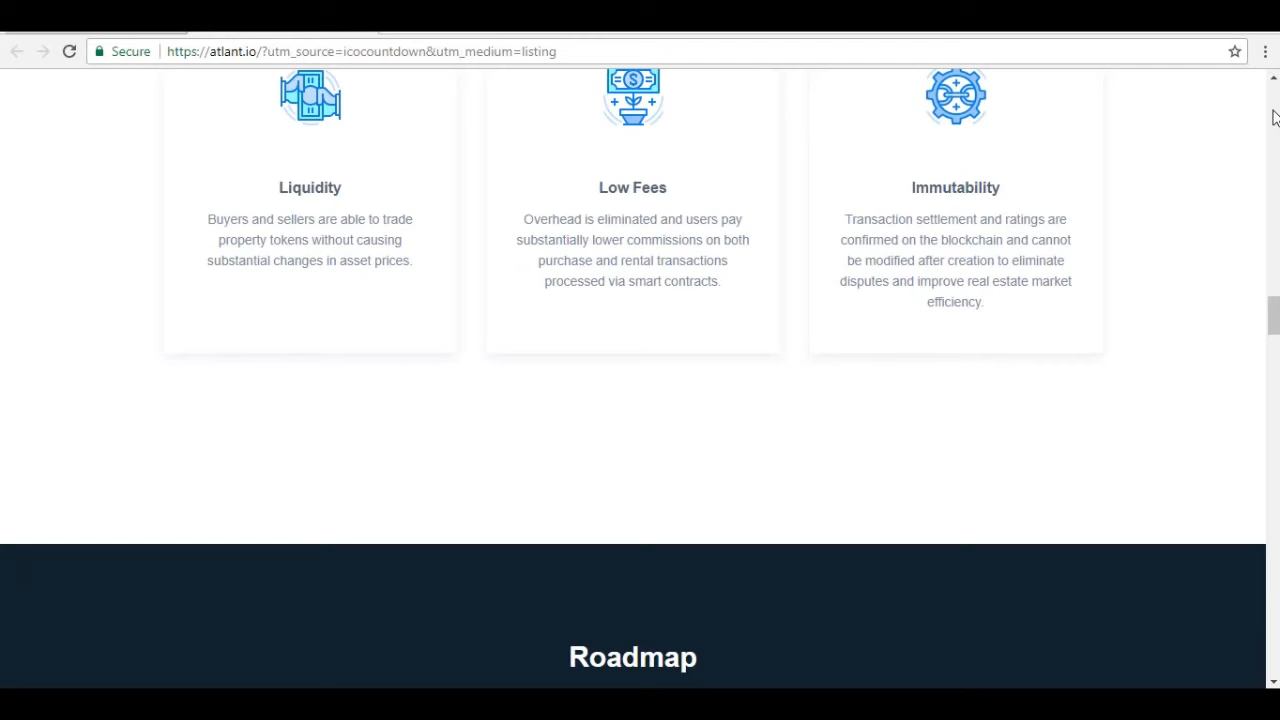 Secure https://atlant.io/?utm_source=icocountdown&utm_medium=listing
Liquidity
Buyers and sellers are able to trade
property tokens without causing
substantial changes in asset prices.
Low Fees
Overhead is eliminated and users pay
substantially lower commissions on both
purchase and rental transactions
processed via smart contracts.
Immutability
Transaction settlement and ratings are
confirmed on the blockchain and cannot
be modified after creation to eliminate
disputes and improve real estate market
efficiency.
Roadmap